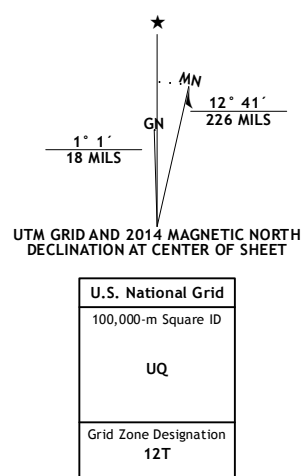 MN
GN
12° 41´
226 MILS
1° 1´
18 MILS
UTM GRID AND 2014 MAGNETIC NORTH
DECLINATION AT CENTER OF SHEET
U.S. National Grid
100,000-m Square ID
UQ
Grid Zone Designation
12T